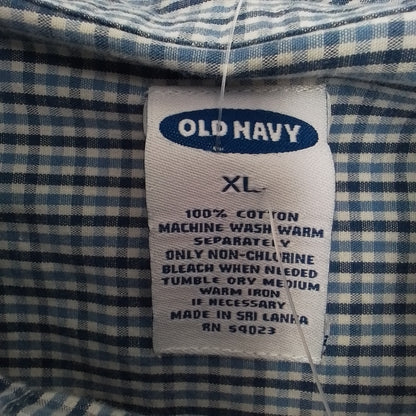 OLD NAVY
XL
100% COTTON
MACHINE WASH WARM
SEPARATELY
ONLY NON-CHLORINE
BLEACH WHEN NEEDED
TUMBLE DRY MEDIUM
WARM IRON
IF NECESSARY
MADE IN SRI LANKA
RN 54023